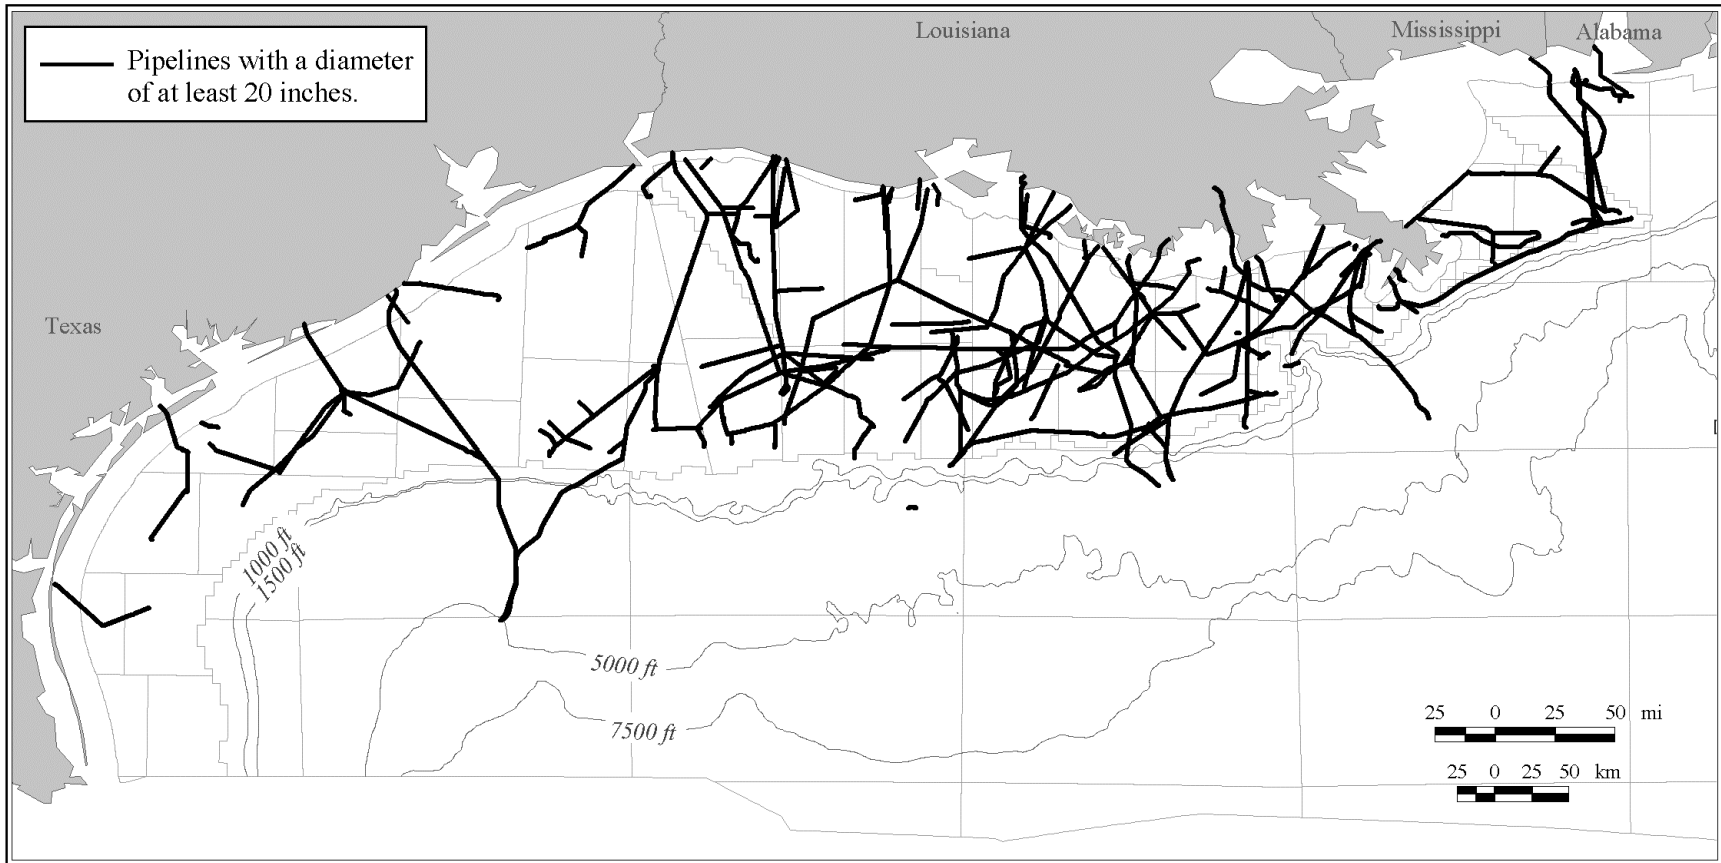 Louisiana
Mississippi
Alabama
Pipelines with a diameter
of at least 20 inches.
Texas
1000 ft
1500 ft
5000 ft
7500 ft
25 0 25 50 mi
25 0 25 50 km